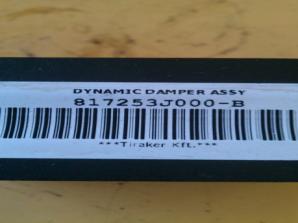 DYNAMIC DAMPER ASSY
817253J000-B
***Tiraker Kft.***